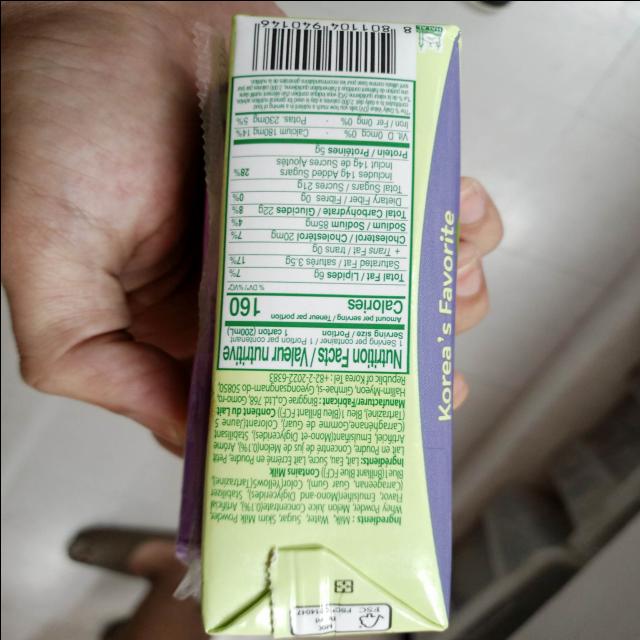 Ingredients : Milk, Water, Sugar, Skim Milk Powder,
Whey Powder, Melon Juice Concentrate(0.1%), Artificial
Flavor, Emulsifier(Mono-and Diglycerides), Stabilizer
(Carrageenan, Guar Gum), Color(Yellow5[Tartrazine],
Blue1[Brilliant Blue FCF]) Contains Milk
Ingrédients: Lait, Eau, Sucre, Lait Écrémé en Poudre, Petit
Lait en Poudre, Concentré de jus de Melon(0.1%), Arôme
Artificiel, Émulsifiant(Mono-et Diglycérides), Stabilisant
(Carraghénane,Gomme de Guar), Colorant(Jaune 5
[Tartrazine], Bleu 1[Bleu Brillant FCF]) Contient du Lait
Manufacturer/Fabricant: Binggrae Co.,Ltd. 768, Gomo-ro,
Hallim-Myeon, Gimhae-si, Gyeongsangnam-do 50850,
Republic of Korea Tel : +82-2-2022-6383
Nutrition Facts / Valeur nutritive
1 Serving per container / 1 portion par contenant
Serving size / Portion 1 carton (200mL)
Amount per serving / Teneur par portion
Calories 160
% DV*/%VQ*
Total Fat / Lipides 6g 7%
Saturated Fat / saturés 3.5g 17%
+ Trans Fat / trans 0g
Cholesterol / Cholestérol 20mg 7%
Sodium / Sodium 85mg 4%
Total Carbohydrate / Glucides 22g 8%
Dietary Fiber / Fibres 0g 0%
Total Sugars / Sucres 21g
Includes 14g Added Sugars 28%
Inclut 14g de Sucres Ajoutés
Protein / Protéines 5g
Vit. D 0mcg 0% · Calcium 180mg 14%
Iron / Fer 0mg 0% · Potas. 230mg 5%
8 801104 940146
HALAL
Korea's Favorite
FSC